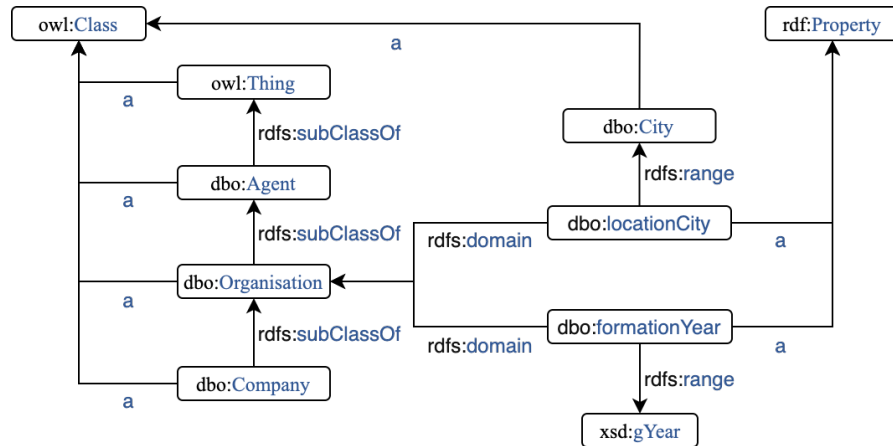 owl:Class
rdf:Property
a
owl:Thing
a
rdfs:subClassOf
dbo:City
dbo:Agent
rdfs:range
a
rdfs:subClassOf
dbo:locationCity
rdfs:domain
a
dbo:Organisation
a
rdfs:subClassOf
dbo:formationYear
rdfs:domain
a
dbo:Company
rdfs:range
a
xsd:gYear